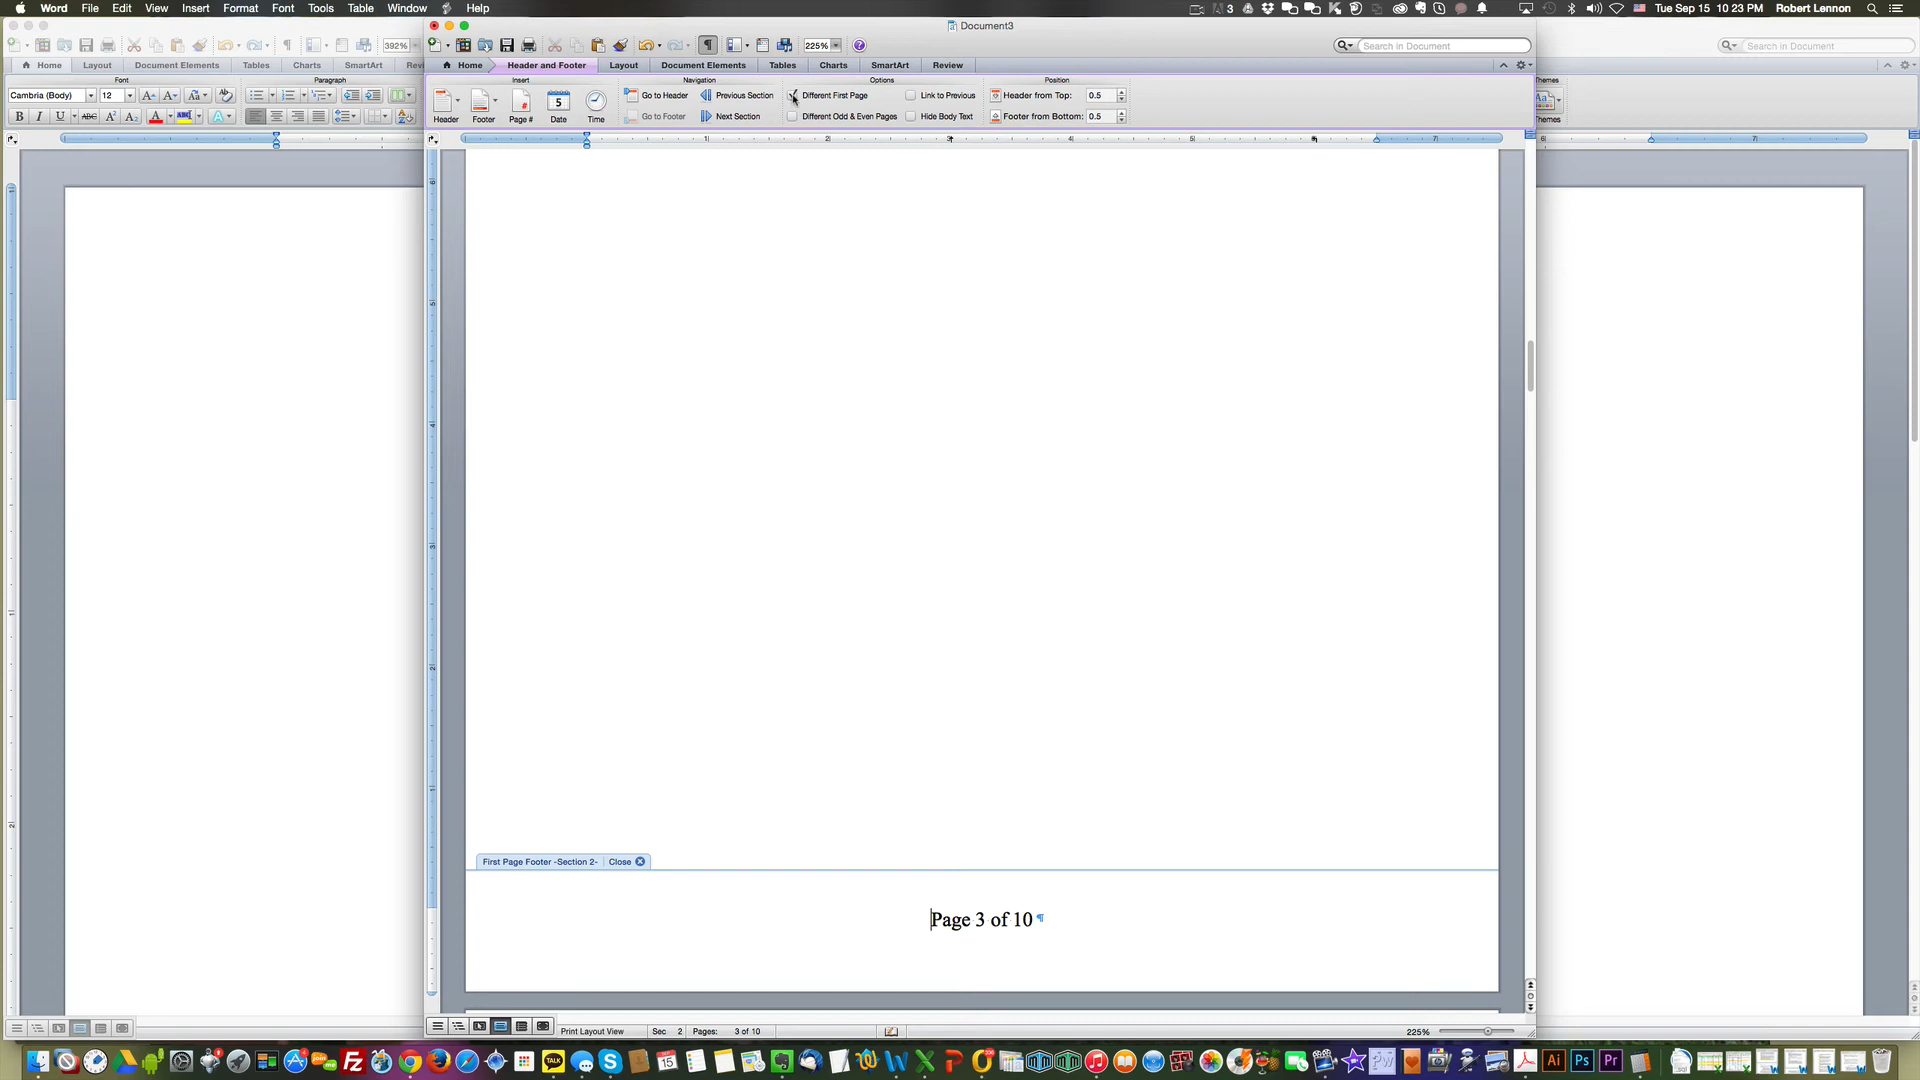 Word File Edit View Insert Format Font Tools Table Window Help
3 Tue Sep 15 10:23 PM Robert Lennon
Document3
392%
225%
Search in Document
Search in Document
Home Layout Document Elements Tables Charts SmartArt
Home Header and Footer Layout Document Elements Tables Charts SmartArt Review
Font Paragraph
Insert Navigation Options Position
Themes
Cambria (Body) 12
Go to Header Previous Section Different First Page Link to Previous Header from Top: 0.5
Go to Footer Next Section Different Odd & Even Pages Hide Body Text Footer from Bottom: 0.5
Header Footer Page # Date Time
Themes
First Page Footer -Section 2- Close
Page 3 of 10 ¶
Print Layout View Sec 2 Pages: 3 of 10
225%